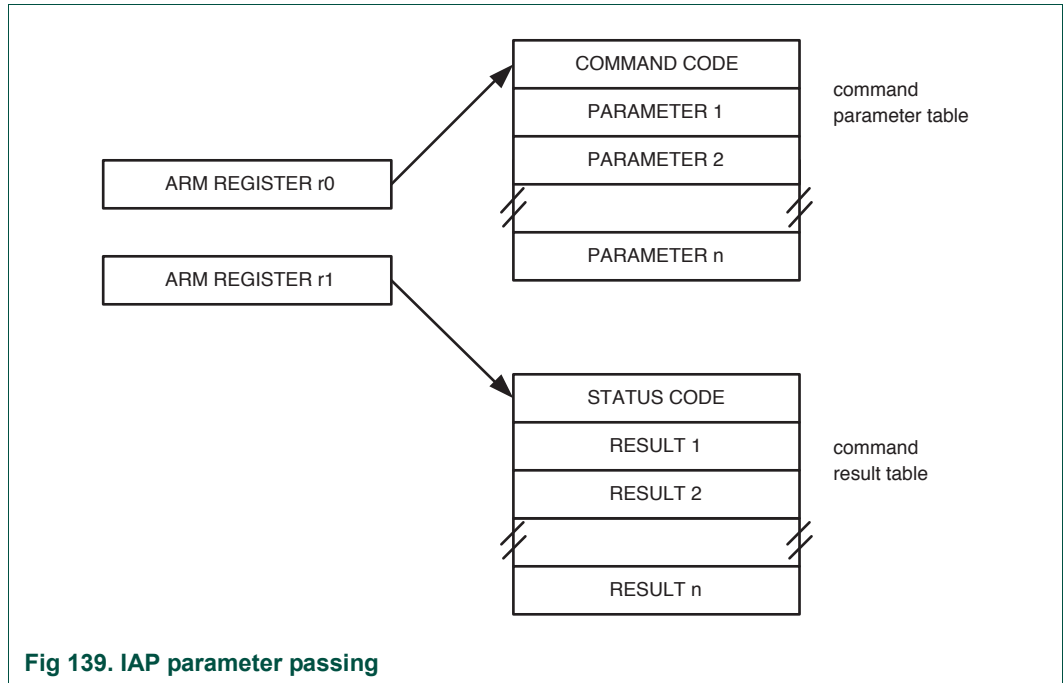 COMMAND CODE
PARAMETER 1
PARAMETER 2
PARAMETER n
command
parameter table
ARM REGISTER r0
ARM REGISTER r1
STATUS CODE
RESULT 1
RESULT 2
RESULT n
command
result table
Fig 139. IAP parameter passing